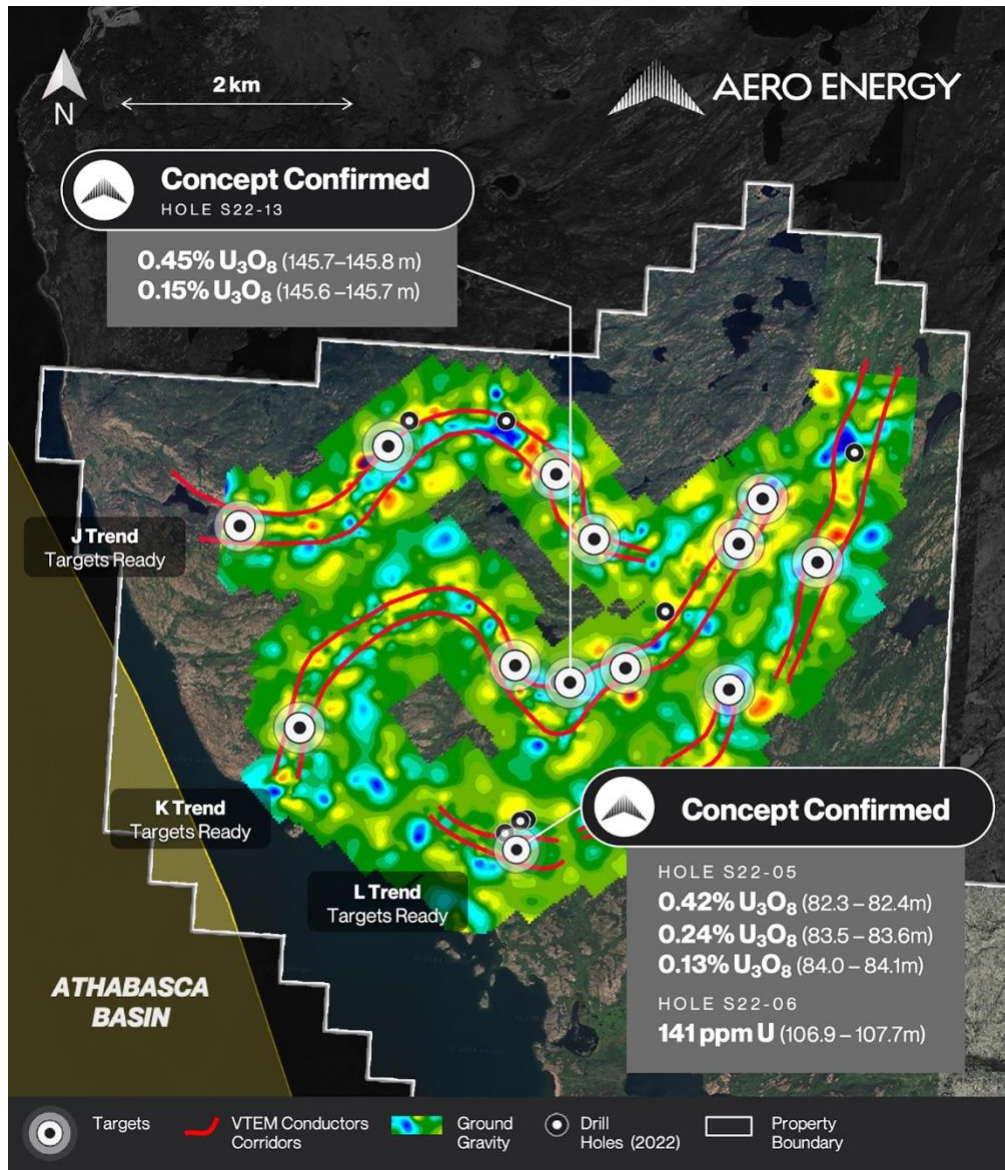 N
2 km
AERO ENERGY
Concept Confirmed
HOLE S22-13
0.45% U₃O₈ (145.7–145.8 m)
0.15% U₃O₈ (145.6 –145.7 m)
J Trend
Targets Ready
K Trend
Targets Ready
L Trend
Targets Ready
Concept Confirmed
HOLE S22-05
0.42% U₃O₈ (82.3 – 82.4m)
0.24% U₃O₈ (83.5 – 83.6m)
0.13% U₃O₈ (84.0 – 84.1m)
HOLE S22-06
141 ppm U (106.9 – 107.7m)
ATHABASCA
BASIN
Targets
VTEM Conductors
Corridors
Ground
Gravity
Drill
Holes (2022)
Property
Boundary